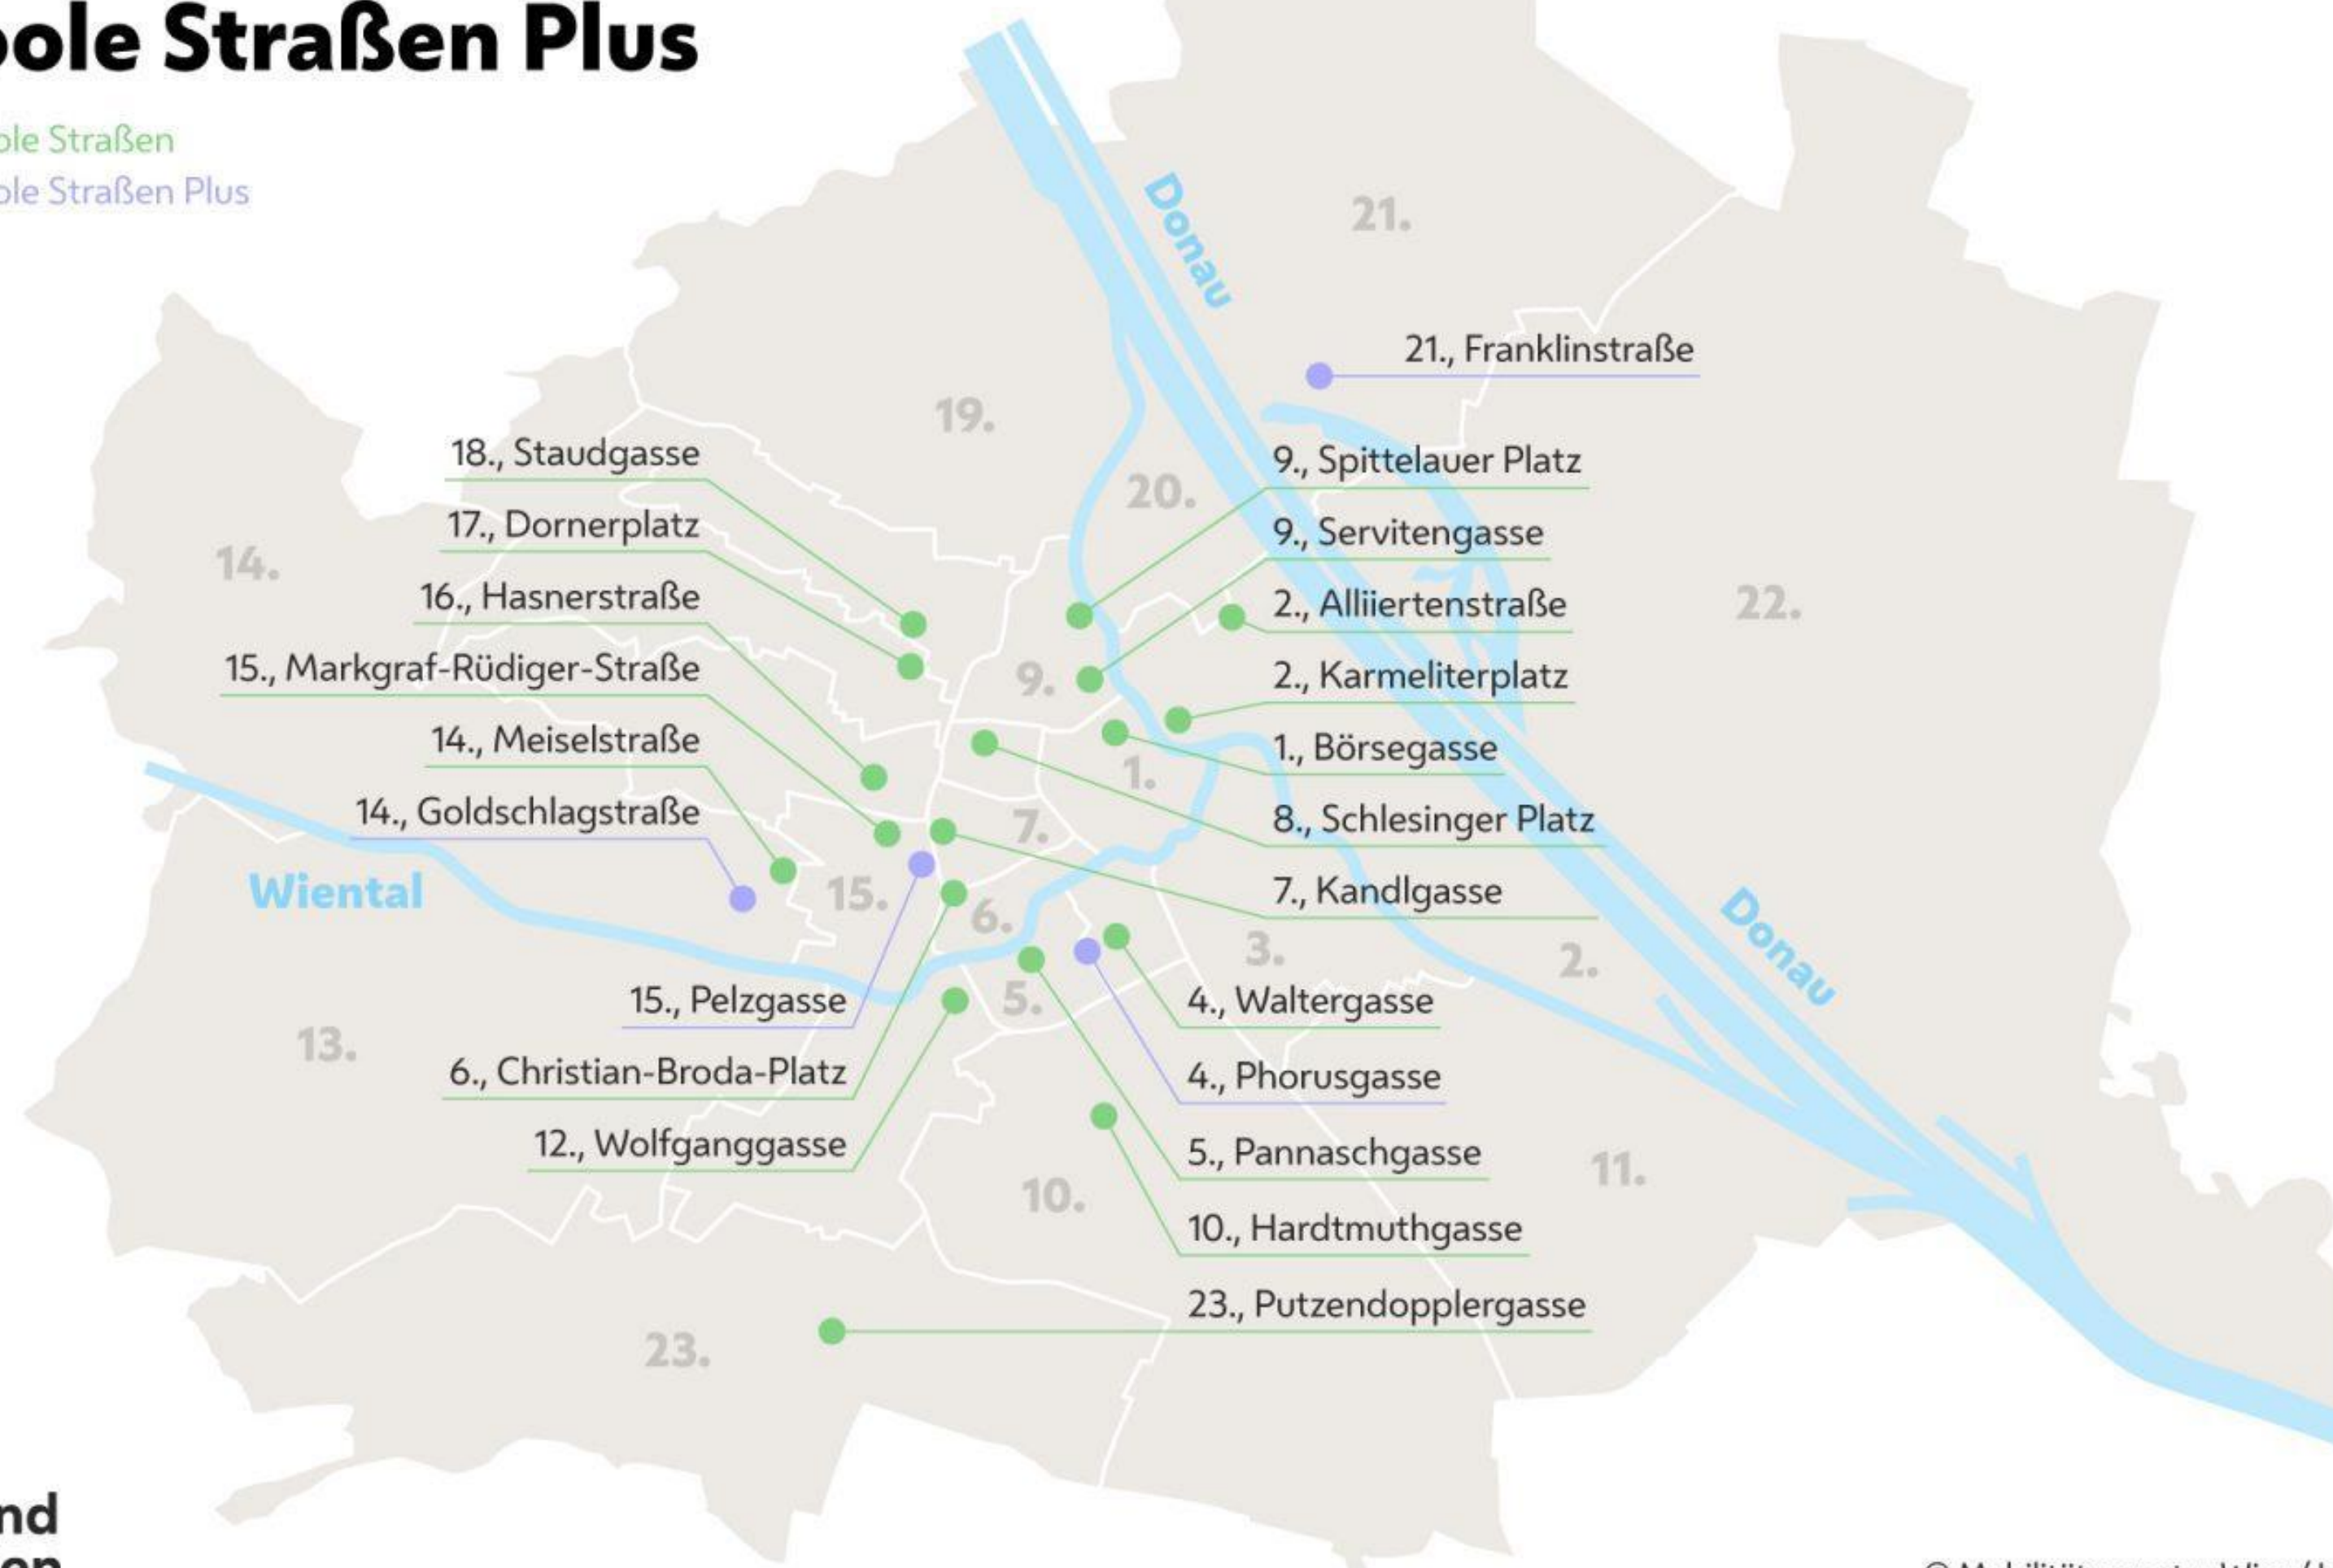 ole Straßen Plus
ole Straßen
ole Straßen Plus
Donau
21.
21., Franklinstraße
19.
18., Staudgasse
9., Spittelauer Platz
20.
17., Dornerplatz
9., Servitengasse
14.
16., Hasnerstraße
2., Alliiertenstraße
22.
15., Markgraf-Rüdiger-Straße
9.
2., Karmeliterplatz
14., Meiselstraße
1., Börsegasse
1.
14., Goldschlagstraße
7.
8., Schlesinger Platz
Wiental
15.
7., Kandlgasse
6.
3.
2.
Donau
15., Pelzgasse
5.
4., Waltergasse
13.
6., Christian-Broda-Platz
4., Phorusgasse
12., Wolfganggasse
5., Pannaschgasse
11.
10.
10., Hardtmuthgasse
23., Putzendopplergasse
23.
nd
en